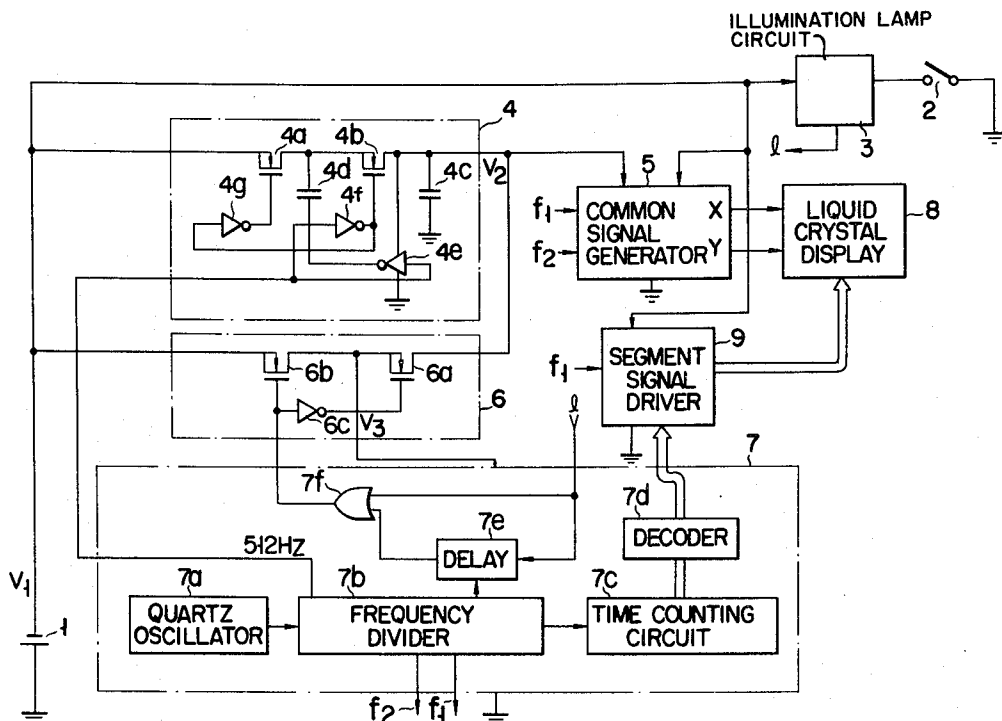 ILLUMINATION LAMP
CIRCUIT
2
3
l
4
4a
4b
4c
4d
4e
4f
4g
V2
5
f1
f2
COMMON
SIGNAL
GENERATOR
X
Y
LIQUID
CRYSTAL
DISPLAY
8
6
6a
6b
6c
V3
f1
SEGMENT
SIGNAL
DRIVER
9
l
7
7f
7e
DELAY
7d
DECODER
512HZ
V1
1
7a
QUARTZ
OSCILLATOR
7b
FREQUENCY
DIVIDER
7c
TIME COUNTING
CIRCUIT
f2
f1